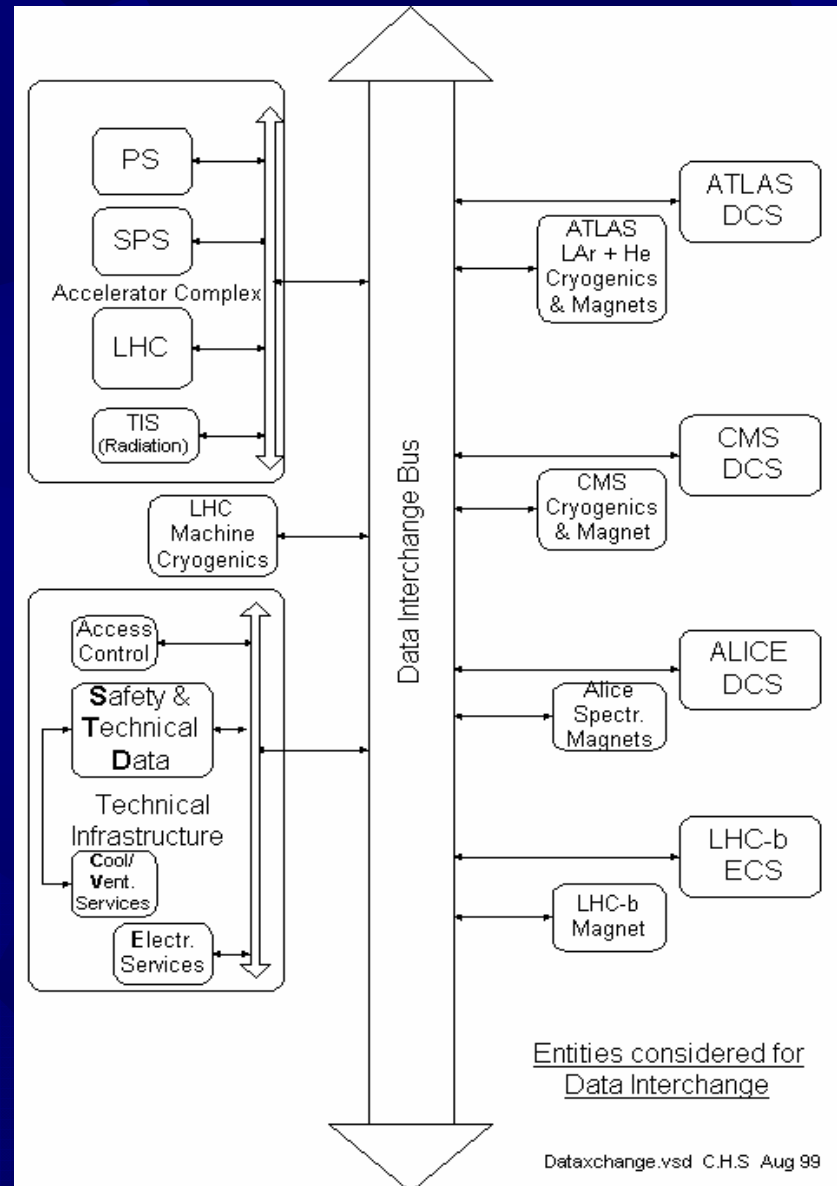 PS
SPS
Accelerator Complex
LHC
TIS
(Radiation)
LHC
Machine
Cryogenics
Access
Control
Safety &
Technical
Data
Technical
Infrastructure
Cool/
Vent.
Services
Electr.
Services
Data Interchange Bus
ATLAS
DCS
ATLAS
LAr + He
Cryogenics
& Magnets
CMS
DCS
CMS
Cryogenics
& Magnet
ALICE
DCS
Alice
Spectr.
Magnets
LHC-b
ECS
LHC-b
Magnet
Entities considered for
Data Interchange
Dataxchange.vsd C.H.S Aug 99